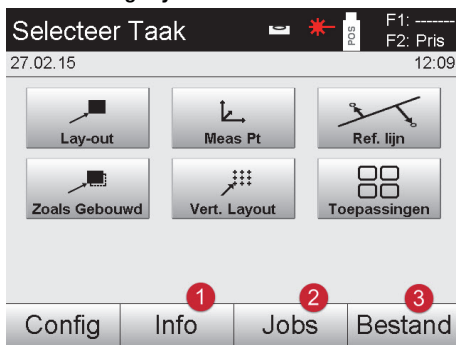 Selecteer Taak
POS
F1: -------
F2: Pris
27.02.15
12:09
Lay-out
Meas Pt
Ref. lijn
Zoals Gebouwd
Vert. Layout
Toepassingen
1
2
3
Config
Info
Jobs
Bestand